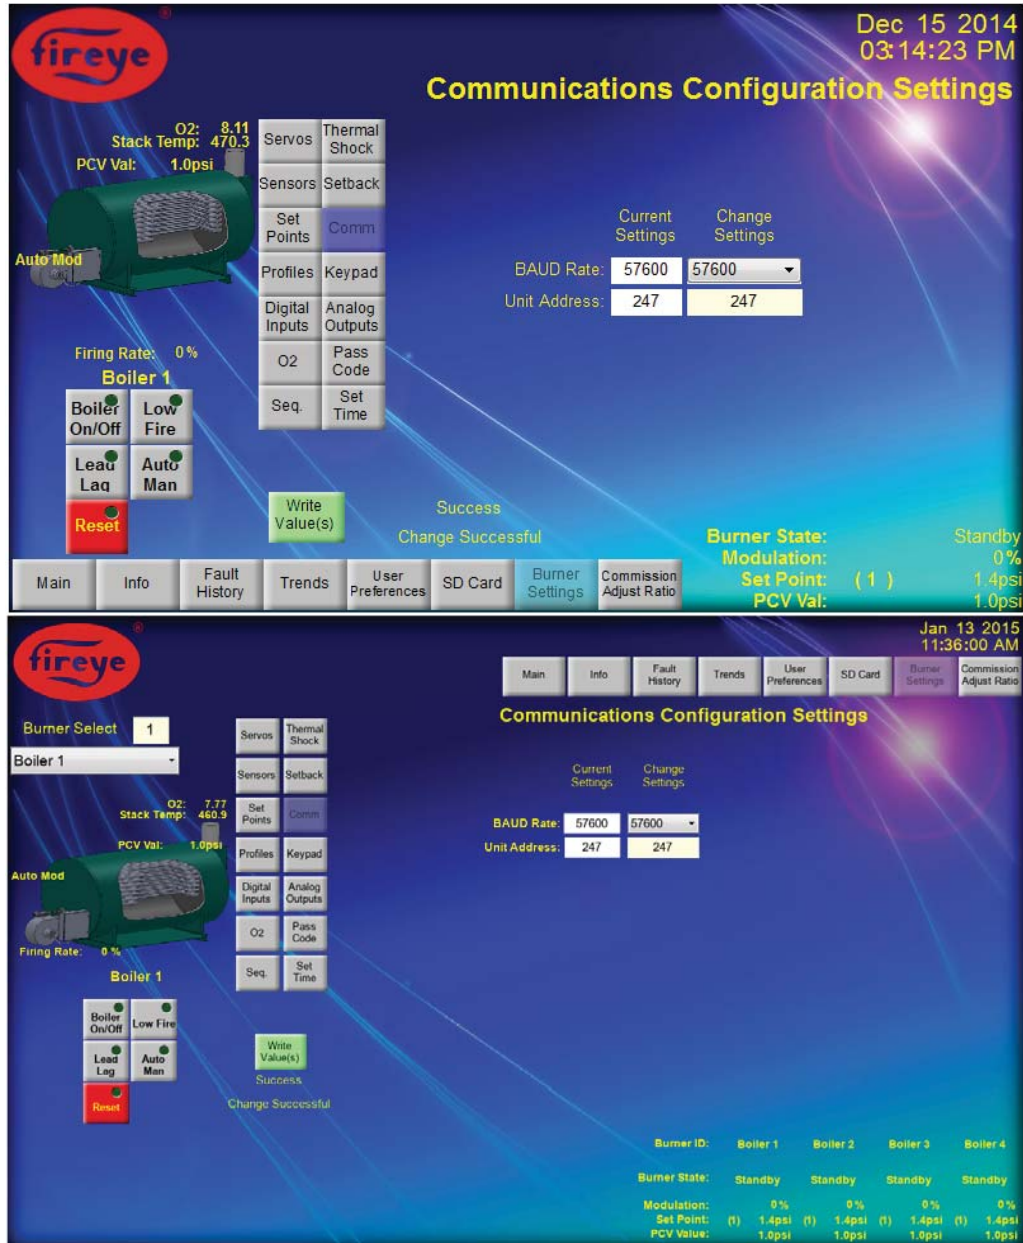 fireye®
Dec 15 2014
03:14:23 PM
Communications Configuration Settings
O2: 8.11
Stack Temp: 470.3
PCV Val: 1.0psi
Auto Mod
Firing Rate: 0 %
Boiler 1
Boiler On/Off
Low Fire
Lead Lag
Auto Man
Reset
Servos
Thermal Shock
Sensors
Setback
Set Points
Comm
Profiles
Keypad
Digital Inputs
Analog Outputs
O2
Pass Code
Seq.
Set Time
Current Settings
Change Settings
BAUD Rate: 57600 57600
Unit Address: 247 247
Write Value(s)
Success
Change Successful
Burner State: Standby
Modulation: 0%
Set Point: ( 1 ) 1.4psi
PCV Val: 1.0psi
Main
Info
Fault History
Trends
User Preferences
SD Card
Burner Settings
Commission Adjust Ratio
fireye®
Jan 13 2015
11:36:00 AM
Main
Info
Fault History
Trends
User Preferences
SD Card
Burner Settings
Commission Adjust Ratio
Communications Configuration Settings
Burner Select 1
Boiler 1
O2: 7.77
Stack Temp: 460.9
PCV Val: 1.0psi
Auto Mod
Firing Rate: 0 %
Boiler 1
Boiler On/Off
Low Fire
Lead Lag
Auto Man
Reset
Servos
Thermal Shock
Sensors
Setback
Set Points
Comm
Profiles
Keypad
Digital Inputs
Analog Outputs
O2
Pass Code
Seq.
Set Time
Current Settings
Change Settings
BAUD Rate: 57600 57600
Unit Address: 247 247
Write Value(s)
Success
Change Successful
Burner ID: Boiler 1 Boiler 2 Boiler 3 Boiler 4
Burner State: Standby Standby Standby Standby
Modulation: 0% 0% 0% 0%
Set Point: (1) 1.4psi (1) 1.4psi (1) 1.4psi (1) 1.4psi
PCV Value: 1.0psi 1.0psi 1.0psi 1.0psi